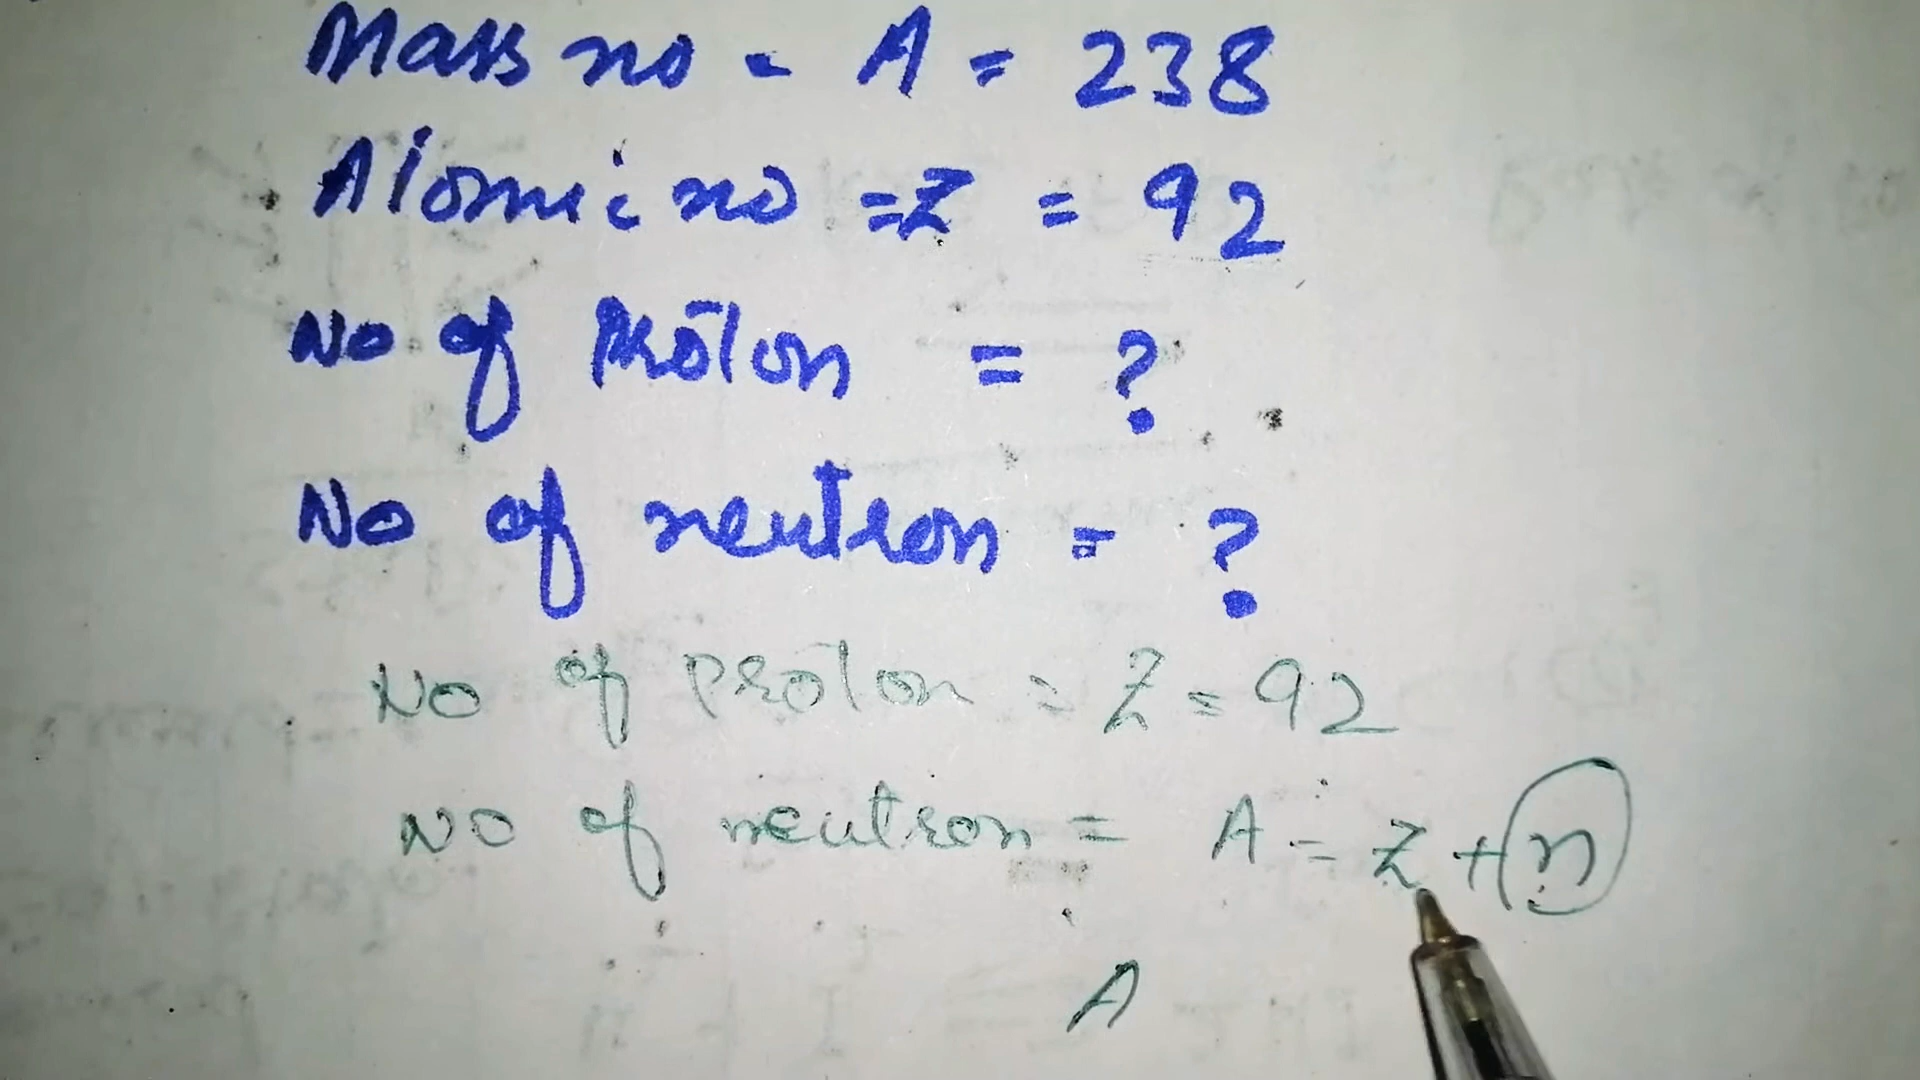 Mass no - A = 238
Atomic no = Z = 92
No of Proton = ?
No of neutron = ?
No of Proton = Z = 92
No of neutron = A = Z + n
A